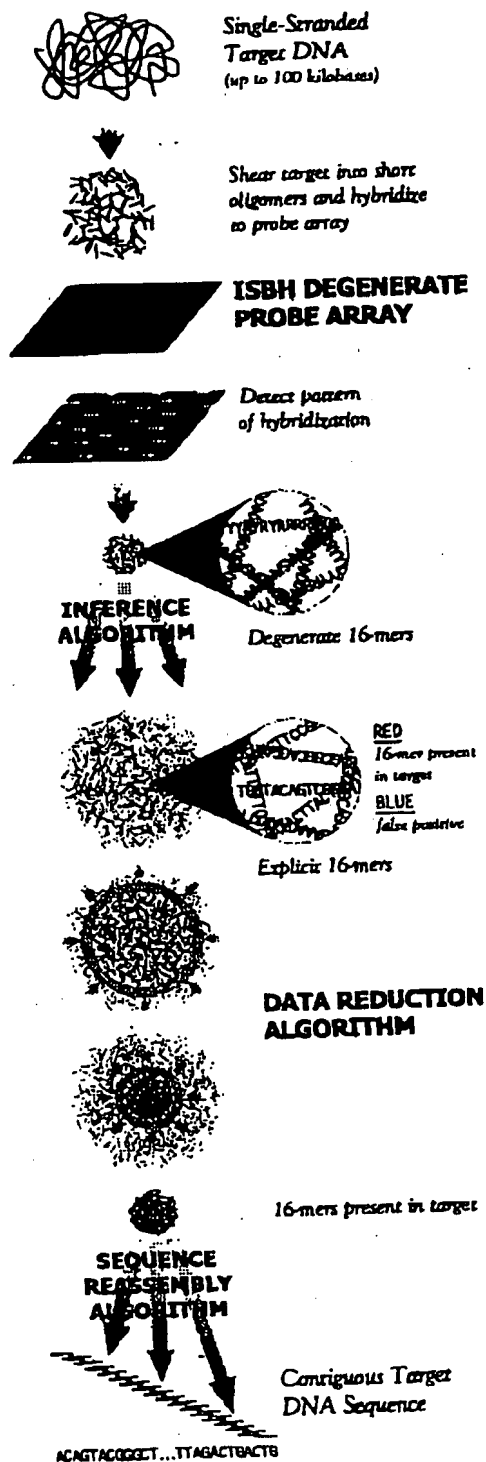 Single-Stranded
Target DNA
(up to 100 kilobases)
Shear target into short
oligomers and hybridize
to probe array
ISBH DEGENERATE
PROBE ARRAY
Detect pattern
of hybridization
INFERENCE
ALGORITHM
Degenerate 16-mers
RED
16-mer present
in target
BLUE
false positive
Explicit 16-mers
DATA REDUCTION
ALGORITHM
16-mers present in target
SEQUENCE
REASSEMBLY
ALGORITHM
Contiguous Target
DNA Sequence
ACAGTACGGGCT...TTAGACTGACTG